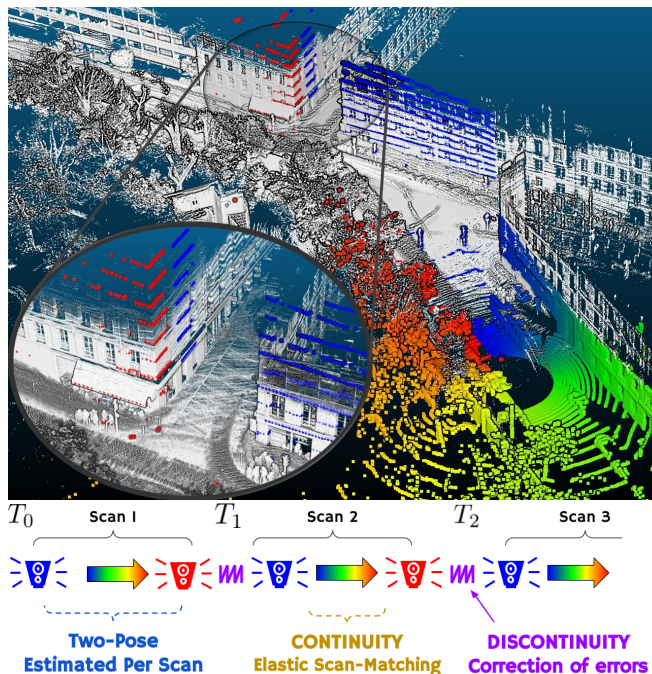 T0 Scan 1 T1 Scan 2 T2 Scan 3
Two-Pose CONTINUITY DISCONTINUITY
Estimated Per Scan Elastic Scan-Matching Correction of errors